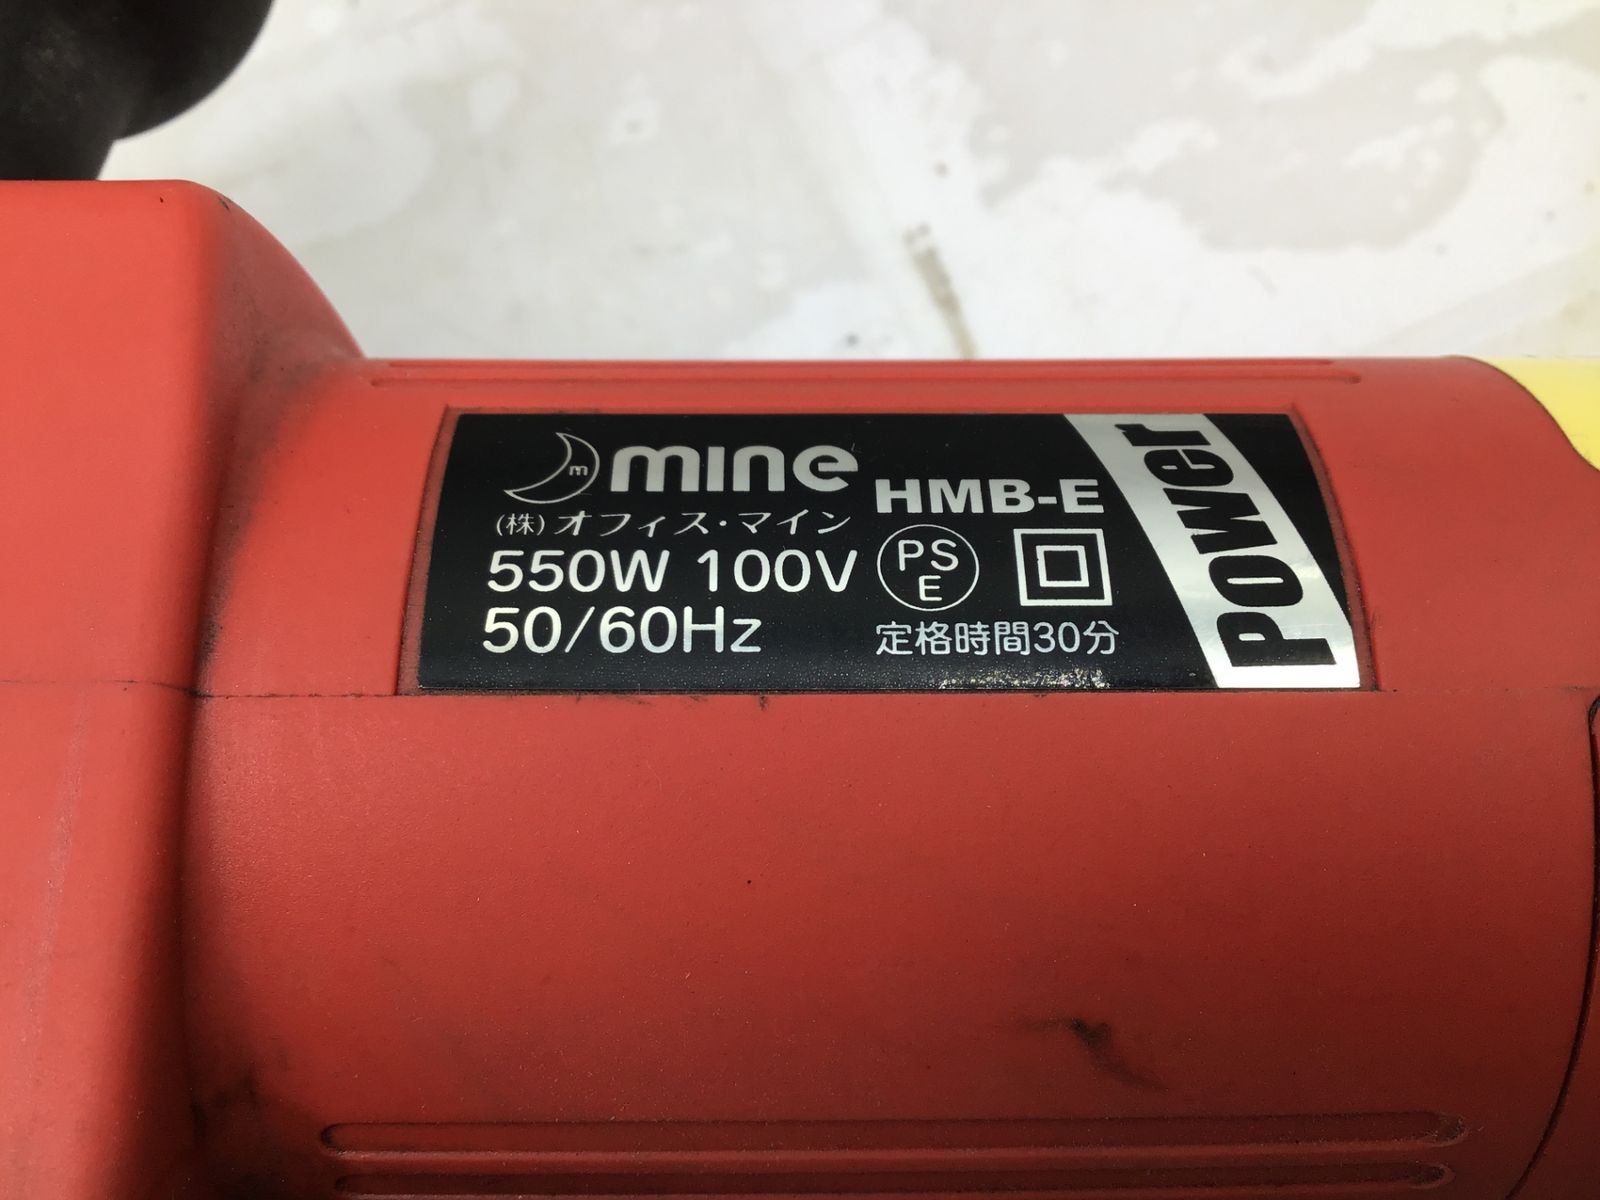 m mine
(株)オフィス・マイン
550W 100V
50/60Hz
HMB-E
PS
E
定格時間30分
Power